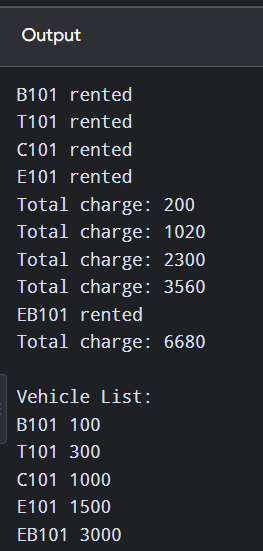 Output
B101 rented
T101 rented
C101 rented
E101 rented
Total charge: 200
Total charge: 1020
Total charge: 2300
Total charge: 3560
EB101 rented
Total charge: 6680
Vehicle List:
B101 100
T101 300
C101 1000
E101 1500
EB101 3000